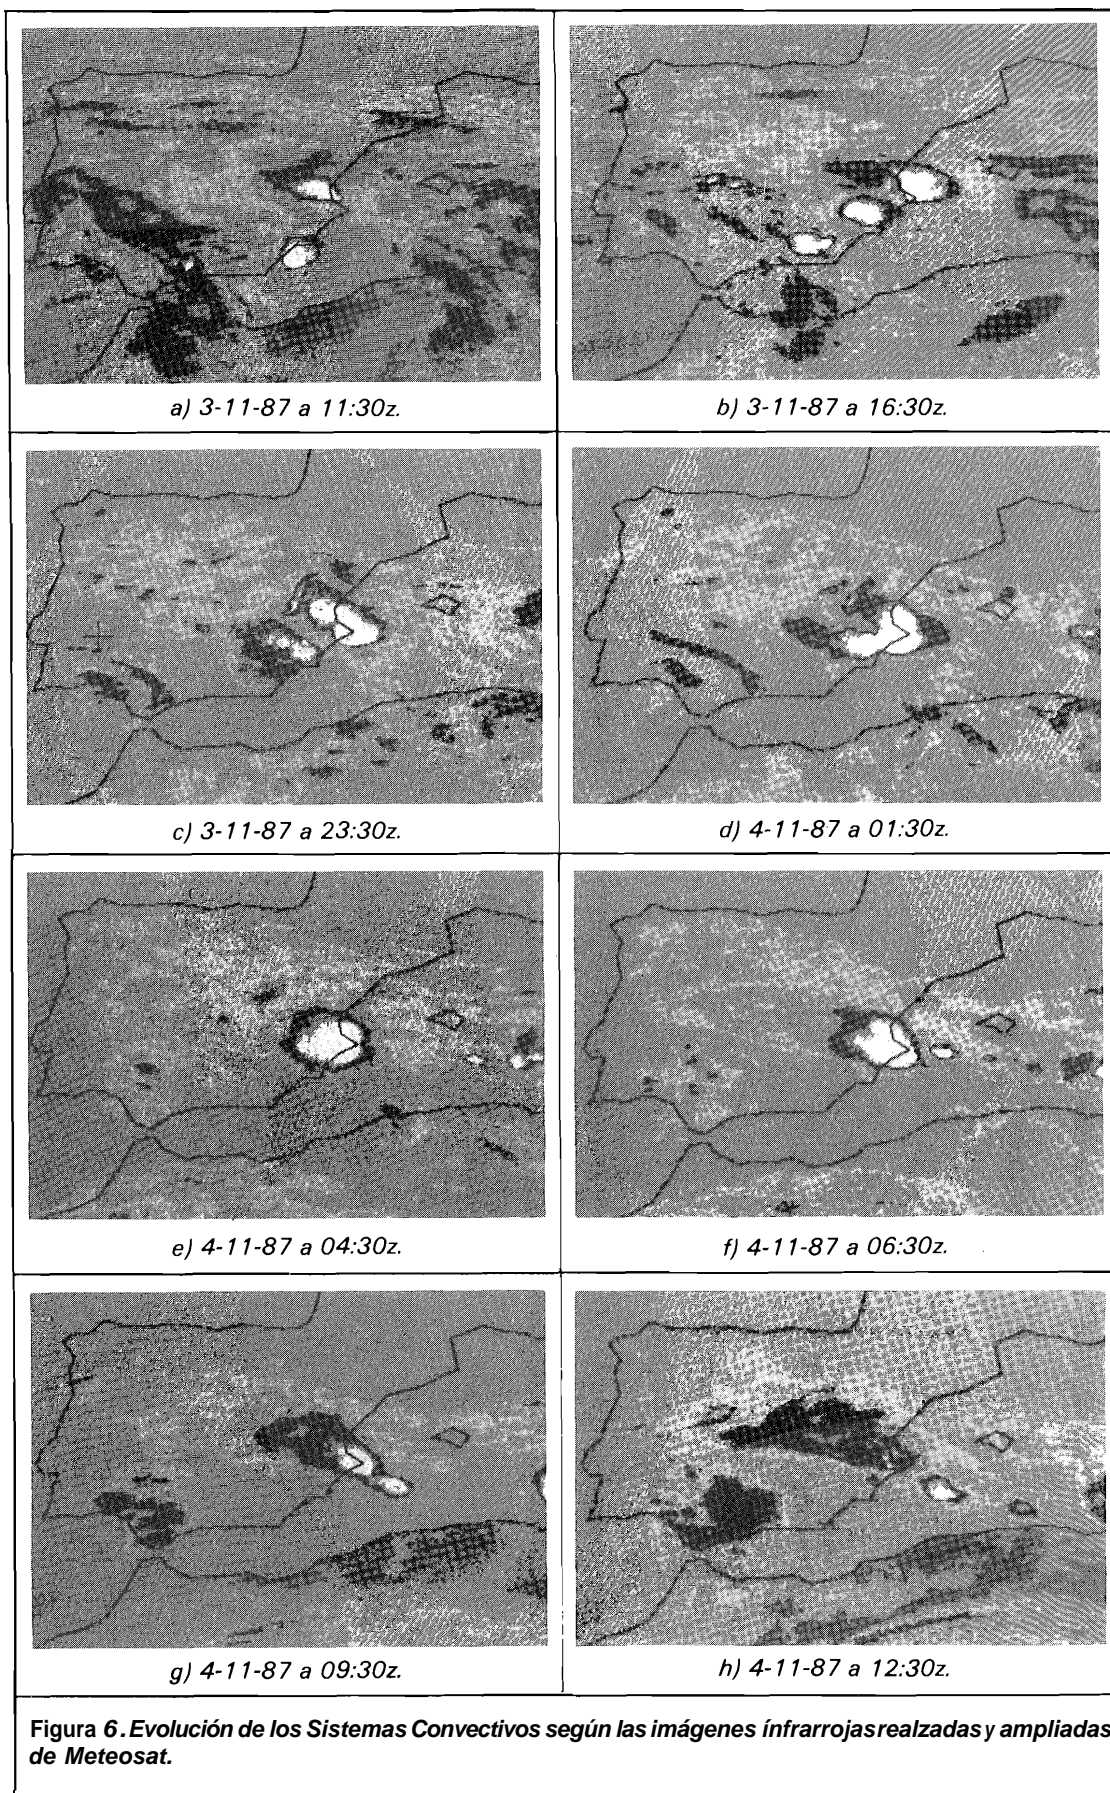 a) 3-11-87 a 11:30z.
b) 3-11-87 a 16:30z.
c) 3-11-87 a 23:30z.
d) 4-11-87 a 01:30z.
e) 4-11-87 a 04:30z.
f) 4-11-87 a 06:30z.
g) 4-11-87 a 09:30z.
h) 4-11-87 a 12:30z.
Figura 6. Evolución de los Sistemas Convectivos según las imágenes ínfrarrojas realzadas y ampliadas
de Meteosat.